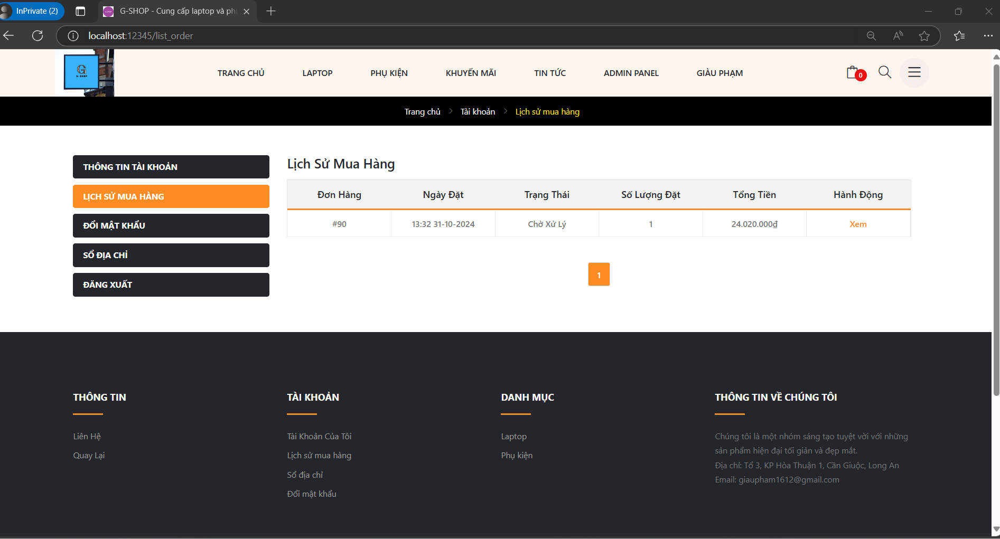 InPrivate (2)
G-SHOP - Cung cấp laptop và phụ
localhost:12345/list_order
G
G-SHOP
TRANG CHỦ
LAPTOP
PHỤ KIỆN
KHUYẾN MÃI
TIN TỨC
ADMIN PANEL
GIÀU PHẠM
0
Trang chủ > Tài khoản > Lịch sử mua hàng
THÔNG TIN TÀI KHOẢN
LỊCH SỬ MUA HÀNG
ĐỔI MẬT KHẨU
SỔ ĐỊA CHỈ
ĐĂNG XUẤT
Lịch Sử Mua Hàng
Đơn Hàng Ngày Đặt Trạng Thái Số Lượng Đặt Tổng Tiền Hành Động
#90 13:32 31-10-2024 Chờ Xử Lý 1 24.020.000₫ Xem
1
THÔNG TIN
Liên Hệ
Quay Lại
TÀI KHOẢN
Tài Khoản Của Tôi
Lịch sử mua hàng
Sổ địa chỉ
Đổi mật khẩu
DANH MỤC
Laptop
Phụ kiện
THÔNG TIN VỀ CHÚNG TÔI
Chúng tôi là một nhóm sáng tạo tuyệt vời với những
sản phẩm hiện đại tối giản và đẹp mắt.
Địa chỉ: Tổ 3, KP Hòa Thuận 1, Cần Giuộc, Long An
Email: giaupham1612@gmail.com